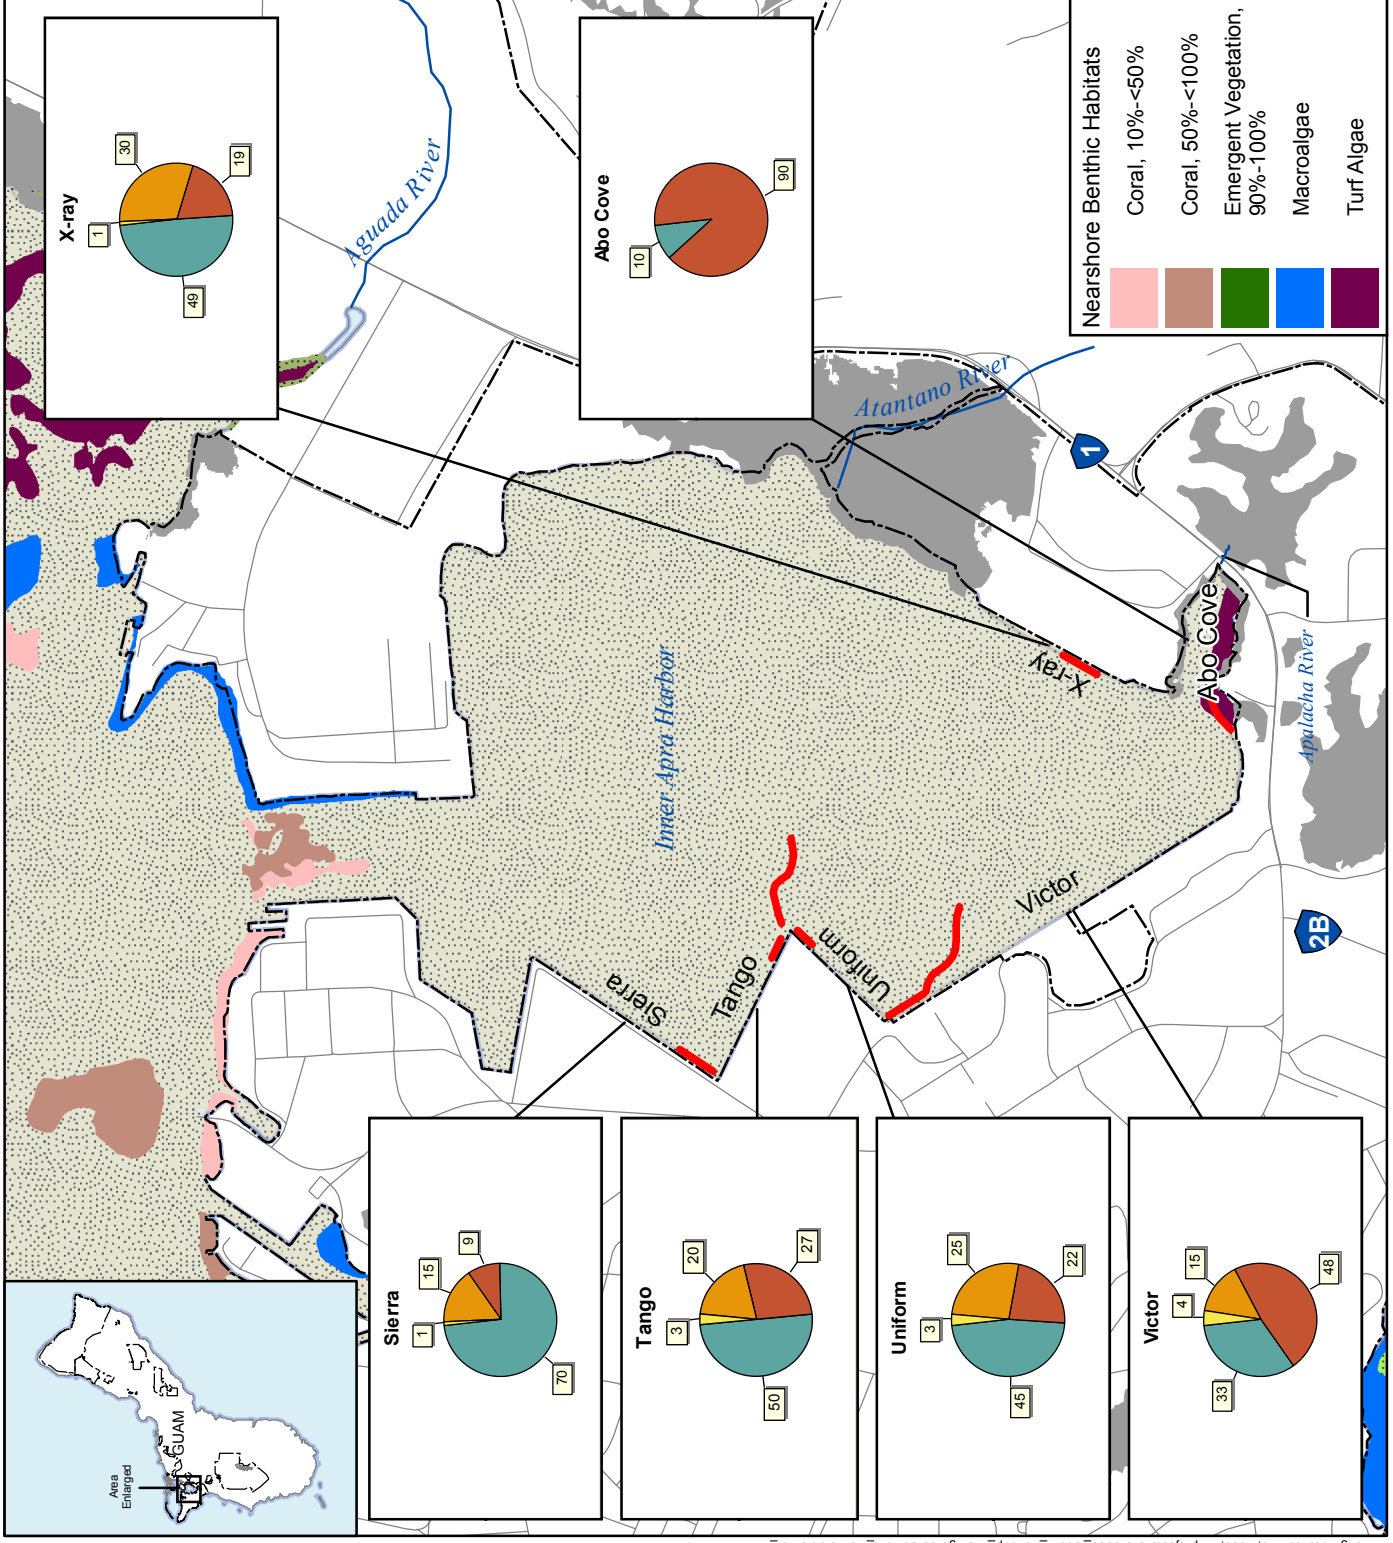 X-ray
1
30
19
49
Aguada River
Abo Cove
10
90
Nearshore Benthic Habitats
Coral, 10%-<50%
Coral, 50%-<100%
Emergent Vegetation,
90%-100%
Macroalgae
Turf Algae
Atantano River
1
Inner Apra Harbor
X-ray
Abo Cove
Apalacha River
2B
Sierra
Tango
Uniform
Victor
Sierra
1
15
9
70
Tango
3
20
27
50
Uniform
3
25
22
45
Victor
4
15
48
33
GUAM
Area
Enlarged